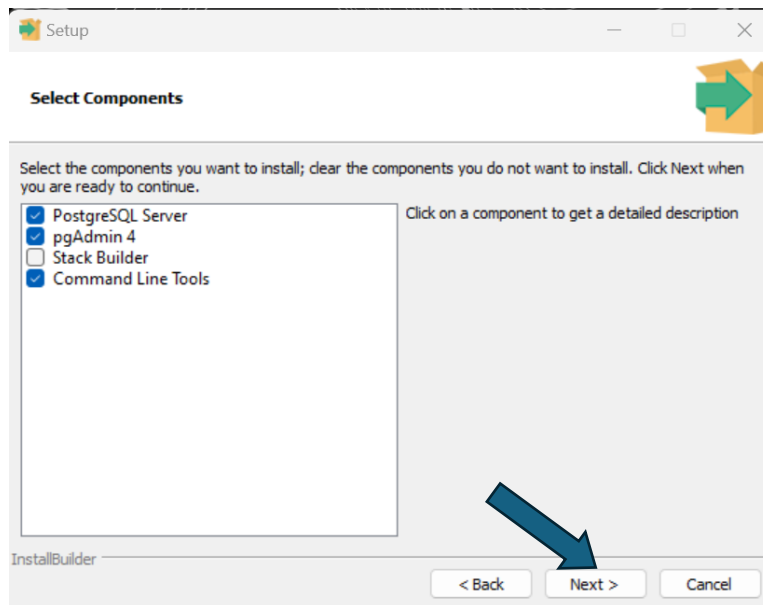 Setup
Select Components
Select the components you want to install; clear the components you do not want to install. Click Next when
you are ready to continue.
PostgreSQL Server
pgAdmin 4
Stack Builder
Command Line Tools
Click on a component to get a detailed description
InstallBuilder
< Back
Next >
Cancel